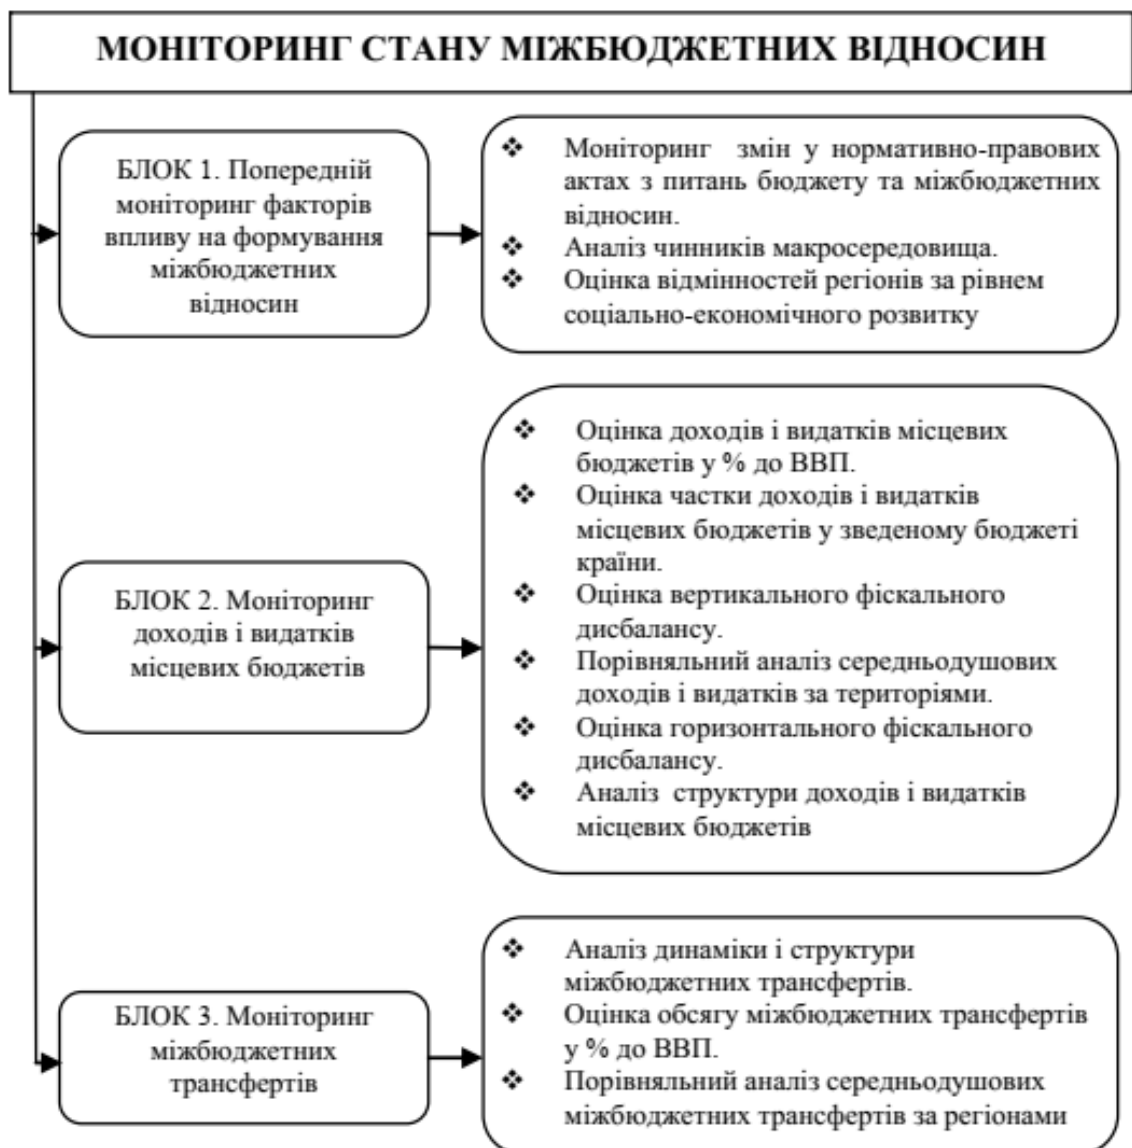 МОНІТОРИНГ СТАНУ МІЖБЮДЖЕТНИХ ВІДНОСИН
БЛОК 1. Попередній
моніторинг факторів
впливу на формування
міжбюджетних
відносин
❖ Моніторинг змін у нормативно-правових
актах з питань бюджету та міжбюджетних
відносин.
❖ Аналіз чинників макросередовища.
❖ Оцінка відмінностей регіонів за рівнем
соціально-економічного розвитку
БЛОК 2. Моніторинг
доходів і видатків
місцевих бюджетів
❖ Оцінка доходів і видатків місцевих
бюджетів у % до ВВП.
❖ Оцінка частки доходів і видатків
місцевих бюджетів у зведеному бюджеті
країни.
❖ Оцінка вертикального фіскального
дисбалансу.
❖ Порівняльний аналіз середньодушових
доходів і видатків за територіями.
❖ Оцінка горизонтального фіскального
дисбалансу.
❖ Аналіз структури доходів і видатків
місцевих бюджетів
БЛОК 3. Моніторинг
міжбюджетних
трансфертів
❖ Аналіз динаміки і структури
міжбюджетних трансфертів.
❖ Оцінка обсягу міжбюджетних трансфертів
у % до ВВП.
❖ Порівняльний аналіз середньодушових
міжбюджетних трансфертів за регіонами